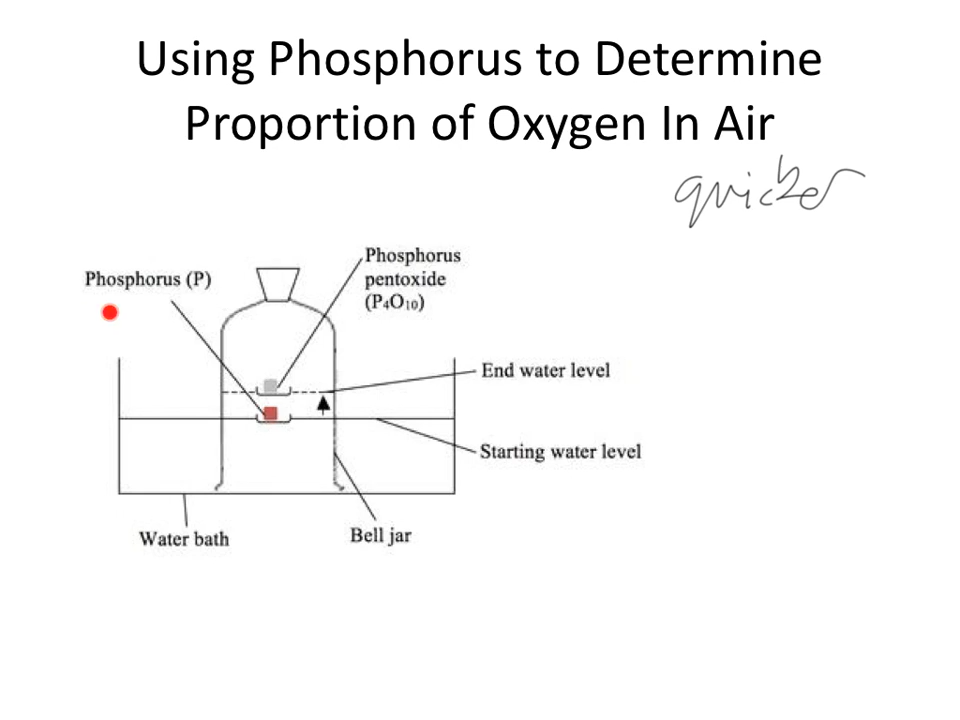 Using Phosphorus to Determine
Proportion of Oxygen In Air
quicker
Phosphorus (P)
Phosphorus
pentoxide
(P₄O₁₀)
End water level
Starting water level
Water bath
Bell jar